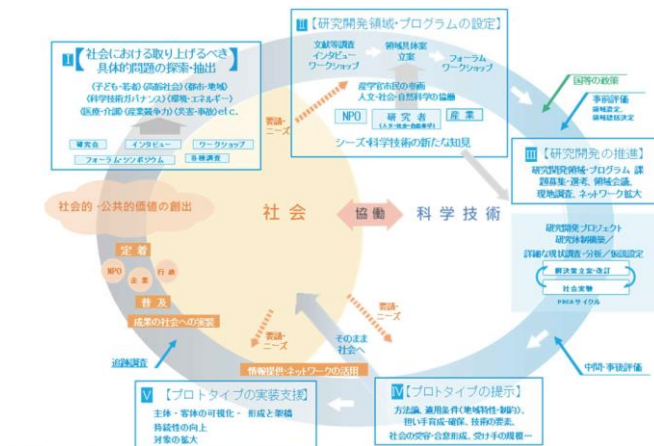 I 【社会における取り上げるべき
具体的問題の探索・抽出
(子ども・若者)(高齢社会)(都市・地域)
(科学技術ガバナンス)(環境・エネルギー)
(医療・介護)(産業競争力)(災害・事故)etc.
研究会 インタビュー ワークショップ
フォーラム・シンポジウム 各種調査
II 【研究開発領域・プログラムの設定】
文献等調査
インタビュー
ワークショップ
領域具体案
立案
フォーラム
ワークショップ
産学官市民の参画
人文・社会・自然科学の協働
NPO 研究者 産業
シーズ・科学技術の新たな知見
要請・
ニーズ
国等の政策
事前評価
III 【研究開発の推進】
研究開発領域・プログラム 課
題募集・選考、領域会議、
現地調査、ネットワーク拡大
研究開発プロジェクト
研究体制構築/
詳細な現状調査・分析/仮説設定
解決策立案・改訂
社会実験
PDCAサイクル
社会的・公共的価値の創出
社会 協働 科学技術
定着
NPO 企業 行政
普及
成果の社会への実装
追跡調査
要請・
ニーズ
そのまま
社会へ
要請・
ニーズ
情報提供・ネットワークの活用
中間・事後評価
V 【プロトタイプの実装支援】
主体・客体の可視化・ 形成と架橋
持続性の向上
対象の拡大
IV 【プロトタイプの提示】
方法論、適用条件(地域特性・制約)、
担い手育成・確保、技術の要素、
社会の受容・合意形成、受け手の規模…